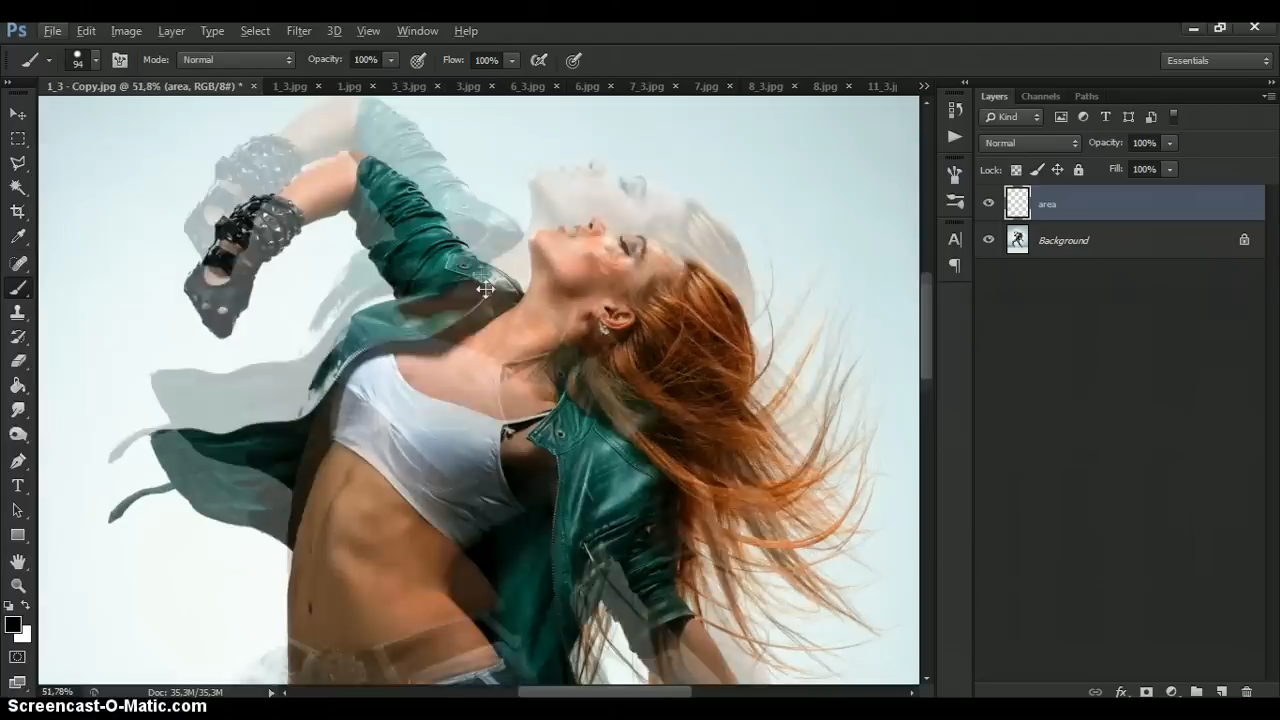 Ps File Edit Image Layer Type Select Filter 3D View Window Help
94 Mode: Normal Opacity: 100% Flow: 100% Essentials
1_3 - Copy.jpg @ 51,8% (area, RGB/8#) * × 1_3.jpg × 1.jpg × 3_3.jpg × 3.jpg × 6_3.jpg × 6.jpg × 7_3.jpg × 7.jpg × 8_3.jpg × 8.jpg × 11_3.j
Layers Channels Paths
Kind
Normal Opacity: 100%
Lock: Fill: 100%
area
Background
51,78% Doc: 35,3M/35,3M
Screencast-O-Matic.com